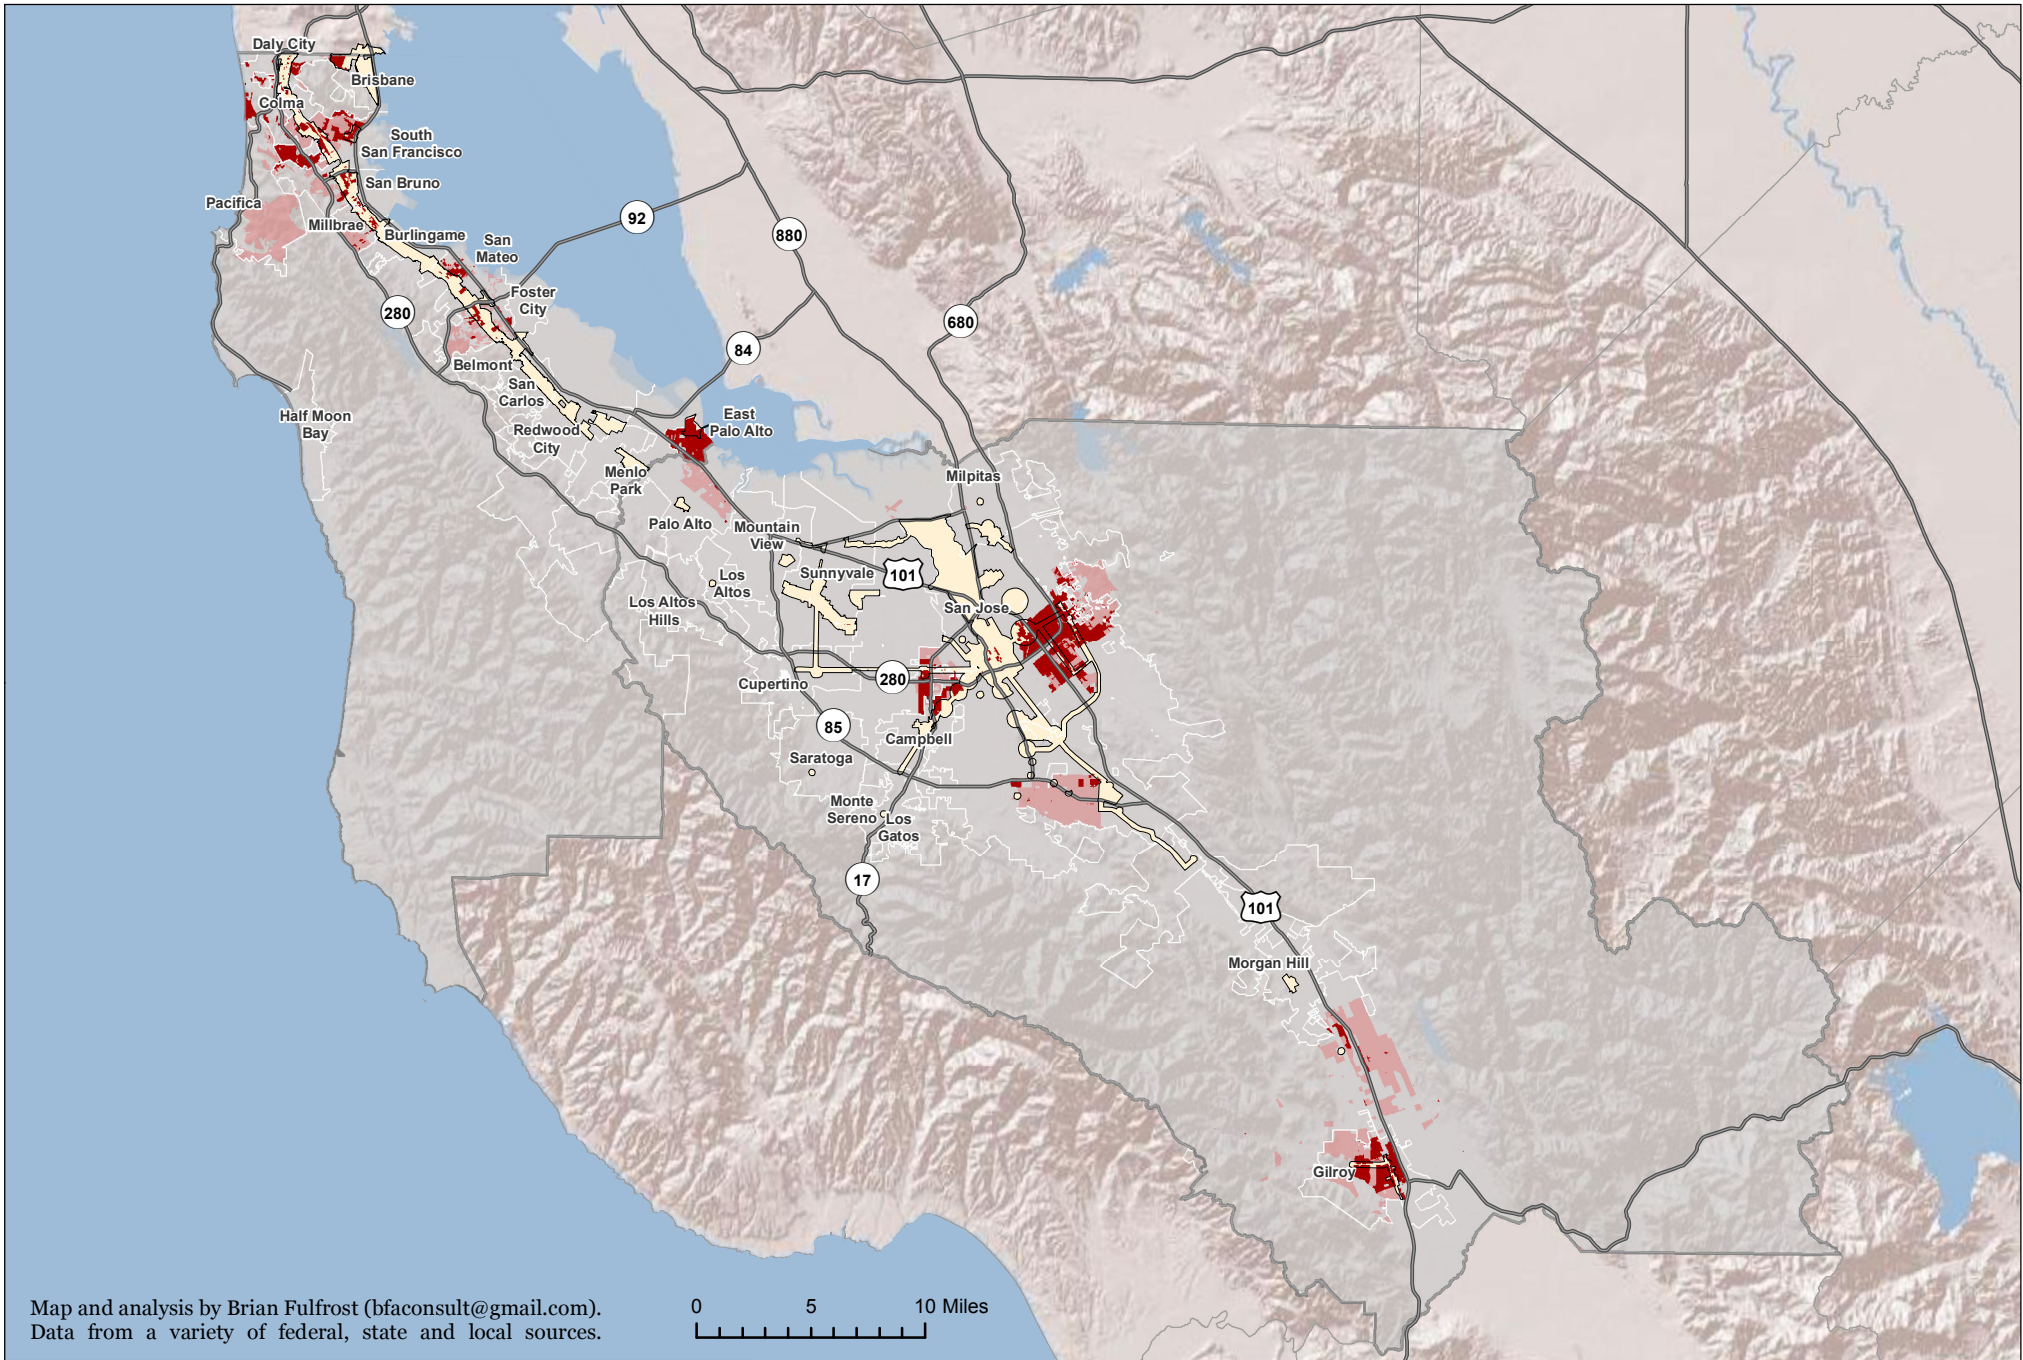 Daly City
Brisbane
Colma
South
San Francisco
San Bruno
Pacifica
Millbrae
Burlingame
San
Mateo
92
880
Foster
City
280
680
84
Belmont
San
Carlos
Half Moon
Bay
Redwood
City
East
Palo Alto
Menlo
Park
Milpitas
Palo Alto
Mountain
View
Sunnyvale
101
Los
Altos
Los Altos
Hills
San Jose
Cupertino
280
85
Campbell
Saratoga
Monte
Sereno
Los
Gatos
17
101
Morgan Hill
Gilroy
Map and analysis by Brian Fulfrost (bfaconsult@gmail.com).
Data from a variety of federal, state and local sources.
0 5 10 Miles